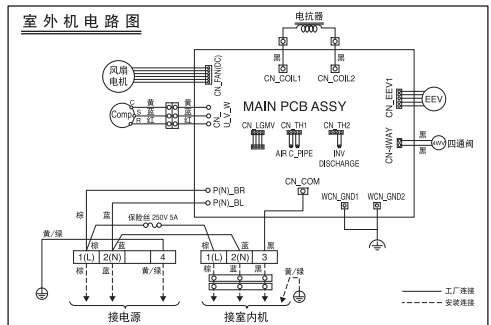 室外机电路图
电抗器
黑 黑
风扇电机
CN_FAN(DC)
CN_COIL1 CN_COIL2
CN_EEV1
EEV
MAIN PCB ASSY
Comp
C 黄
S 蓝
R 红
黄
蓝
红
CN_U_V_W
CN_LGMV CN_TH1 CN_TH2
AIR C_PIPE
INV DISCHARGE
CN-4WAY
黑
黑
4WV
四通阀
CN_COM
P(N)_BR
P(N)_BL
WCN_GND1 WCN_GND2
棕 蓝
保险丝 250V 5A
黄/绿
棕 蓝 棕 蓝 黑
1(L) 2(N) 4
1(L) 2(N) 3
棕 蓝 黄/绿
棕 蓝 黑 黄/绿
接电源
接室内机
工厂连接
安装连接